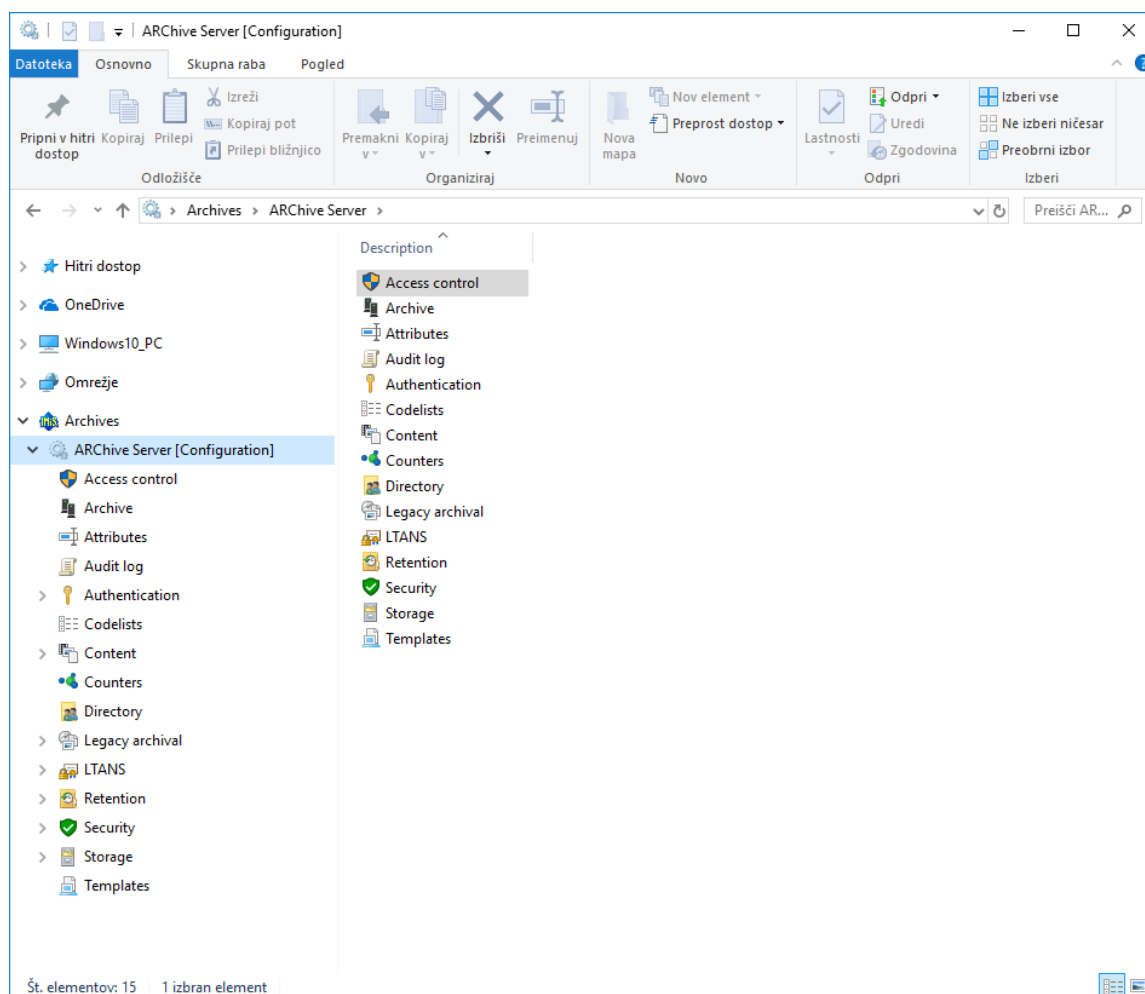 ARChive Server [Configuration]
Datoteka Osnovno Skupna raba Pogled
Pripni v hitri dostop
Kopiraj
Prilepi
Izreži
Kopiraj pot
Prilepi bližnjico
Odložišče
Premakni v
Kopiraj v
Izbriši
Preimenuj
Organiziraj
Nova mapa
Nov element
Preprost dostop
Novo
Lastnosti
Odpri
Uredi
Zgodovina
Odpri
Izberi vse
Ne izberi ničesar
Preobrni izbor
Izberi
Archives > ARChive Server >
Preišči AR...
Hitri dostop
OneDrive
Windows10_PC
Omrežje
Archives
ARChive Server [Configuration]
Access control
Archive
Attributes
Audit log
Authentication
Codelists
Content
Counters
Directory
Legacy archival
LTANS
Retention
Security
Storage
Templates
Description
Access control
Archive
Attributes
Audit log
Authentication
Codelists
Content
Counters
Directory
Legacy archival
LTANS
Retention
Security
Storage
Templates
Št. elementov: 15 1 izbran element